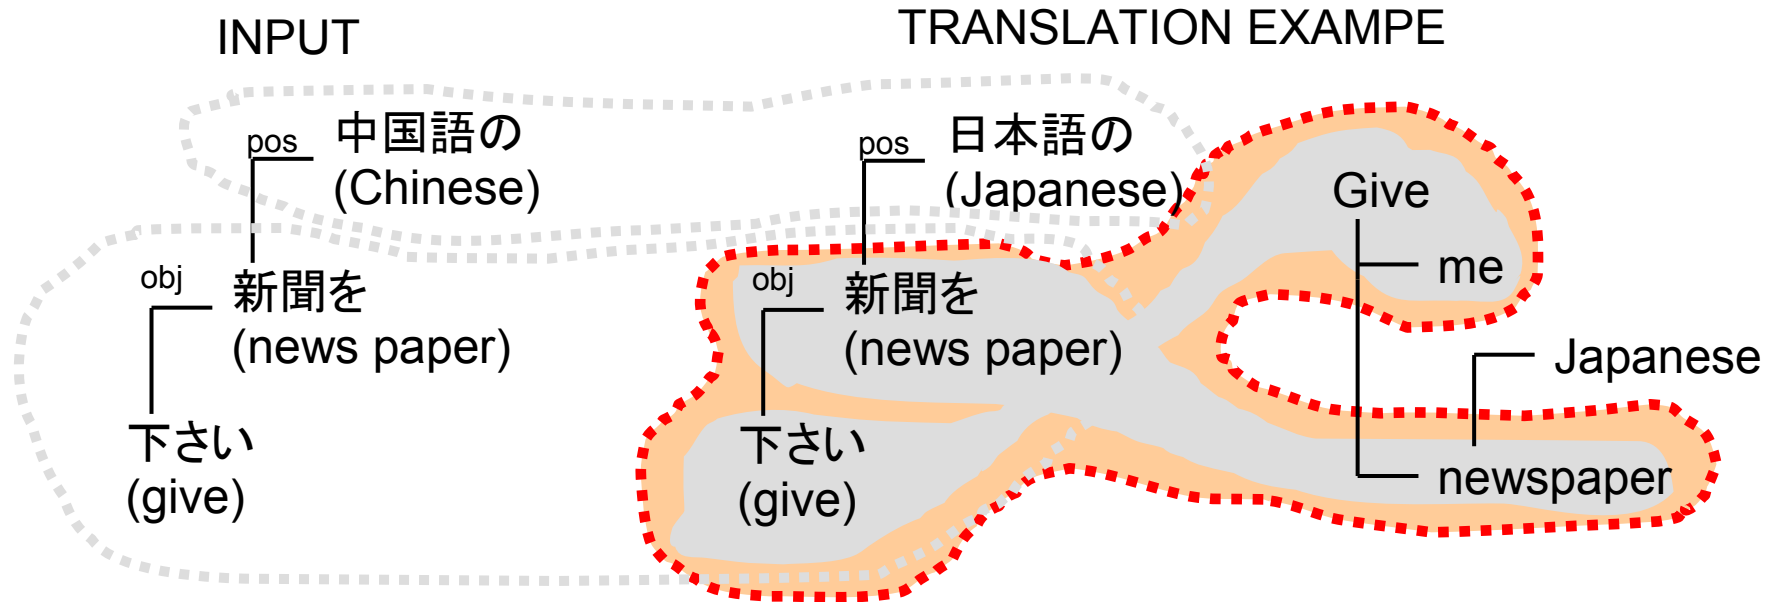 INPUT
TRANSLATION EXAMPE
pos
中国語の
(Chinese)
obj
新聞を
(news paper)
下さい
(give)
pos
日本語の
(Japanese)
obj
新聞を
(news paper)
下さい
(give)
Give
me
Japanese
newspaper